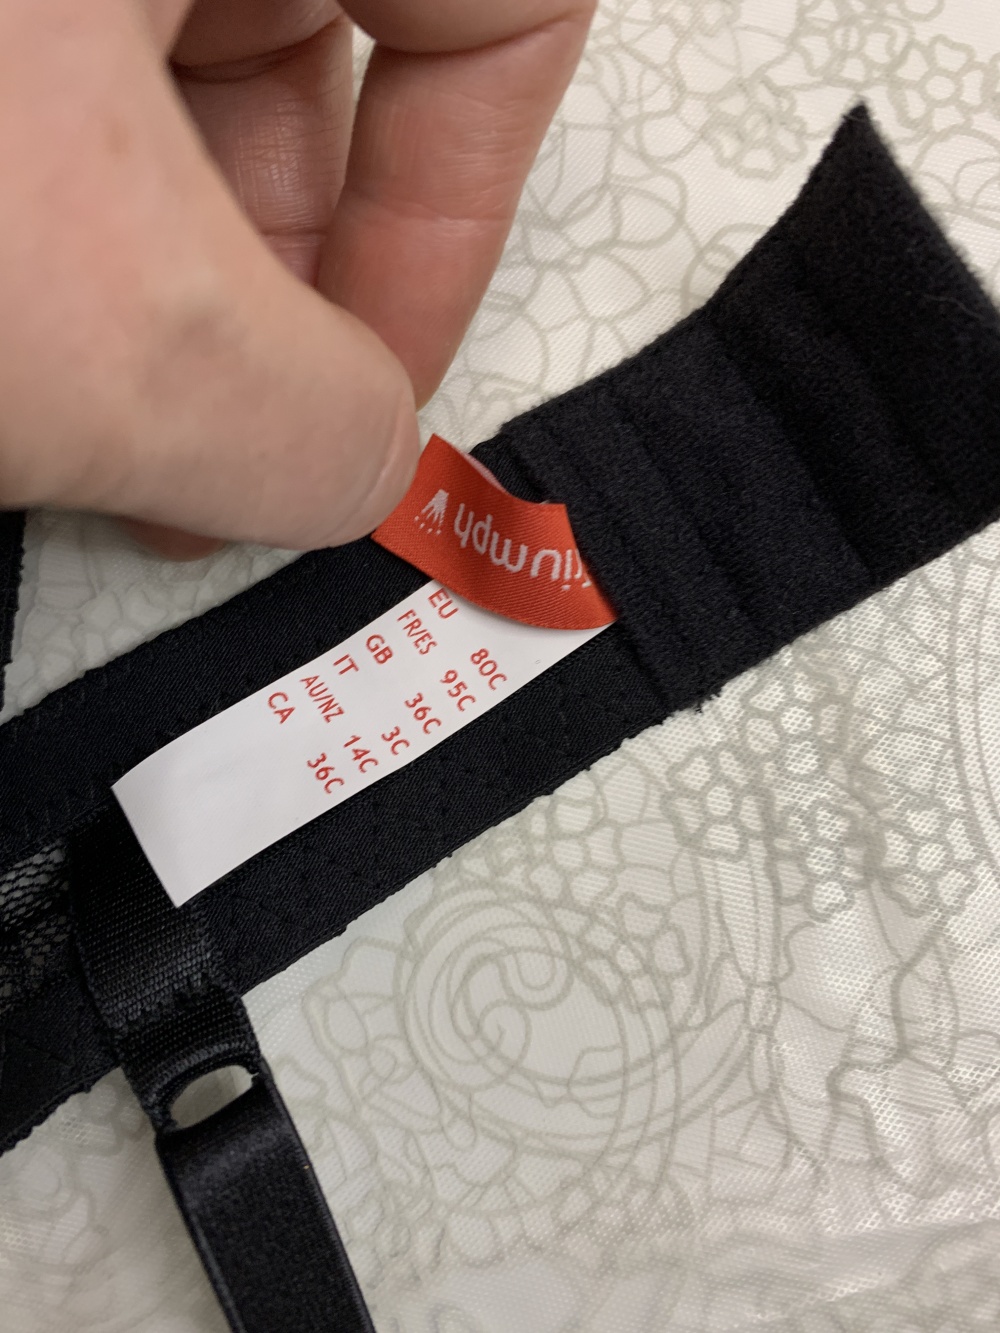 triumph
EU 80C
FR/ES 95C
GB 36C
IT 3C
AU/NZ 14C
CA 36C